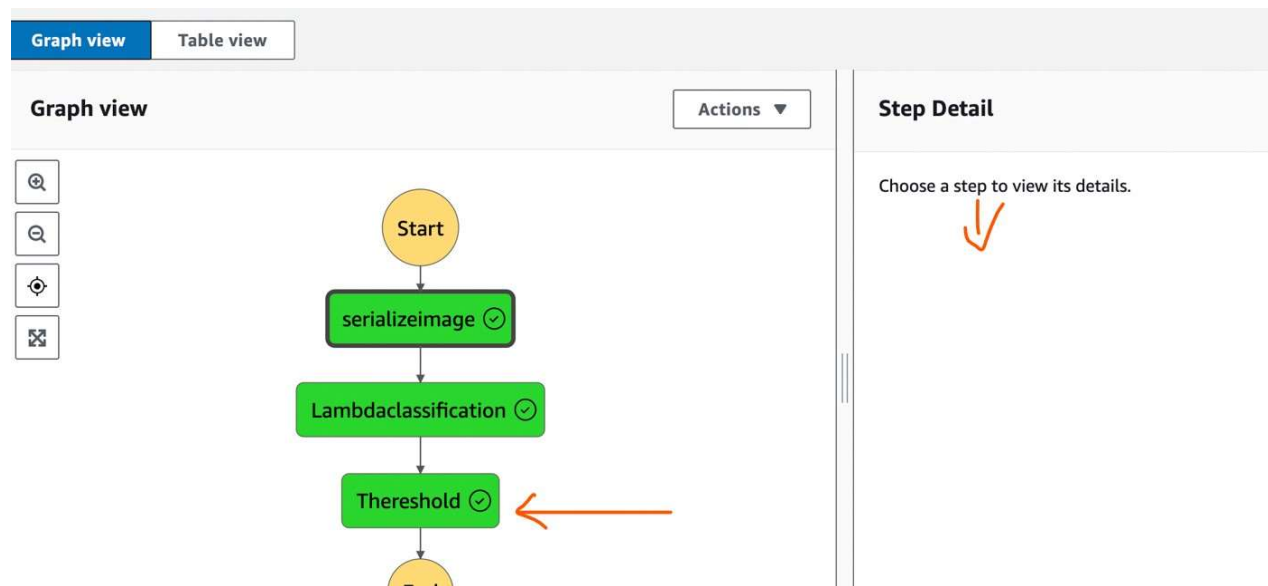 Graph view
Table view
Graph view
Actions
Step Detail
Choose a step to view its details.
Start
serializeimage
Lambdaclassification
Thereshold